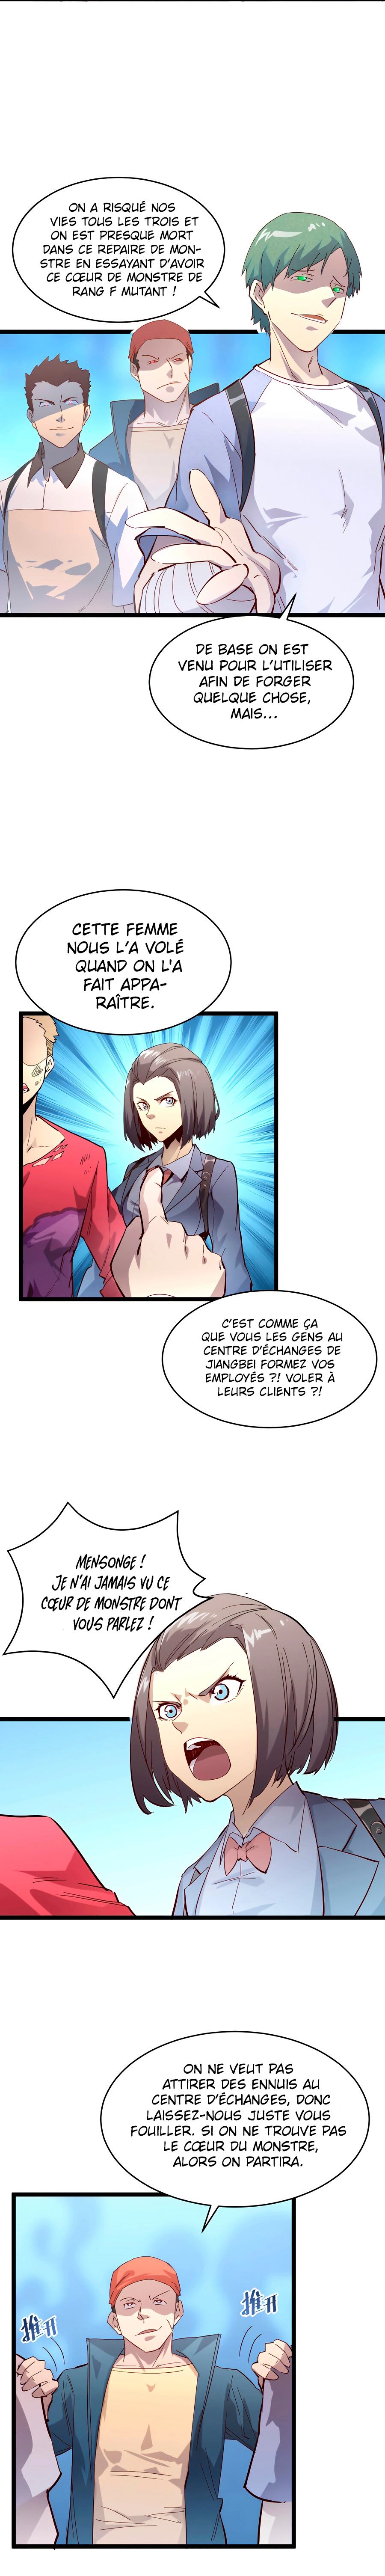 ON A RISQUÉ NOS
VIES TOUS LES TROIS ET
ON EST PRESQUE MORT
DANS CE REPAIRE DE MON-
STRE EN ESSAYANT D'AVOIR
CE CŒUR DE MONSTRE DE
RANG F MUTANT !
DE BASE ON EST
VENU POUR L'UTILISER
AFIN DE FORGER
QUELQUE CHOSE,
MAIS...
CETTE FEMME
NOUS L'A VOLÉ
QUAND ON L'A
FAIT APPA-
RAÎTRE.
C'EST COMME ÇA
QUE VOUS LES GENS AU
CENTRE D'ÉCHANGES DE
JIANGBEI FORMEZ VOS
EMPLOYÉS ?! VOLER À
LEURS CLIENTS ?!
MENSONGE !
JE N'AI JAMAIS VU CE
CŒUR DE MONSTRE DONT
VOUS PARLEZ !
ON NE VEUT PAS
ATTIRER DES ENNUIS AU
CENTRE D'ÉCHANGES, DONC
LAISSEZ-NOUS JUSTE VOUS
FOUILLER. SI ON NE TROUVE PAS
LE CŒUR DU MONSTRE,
ALORS ON PARTIRA.
推开
推开